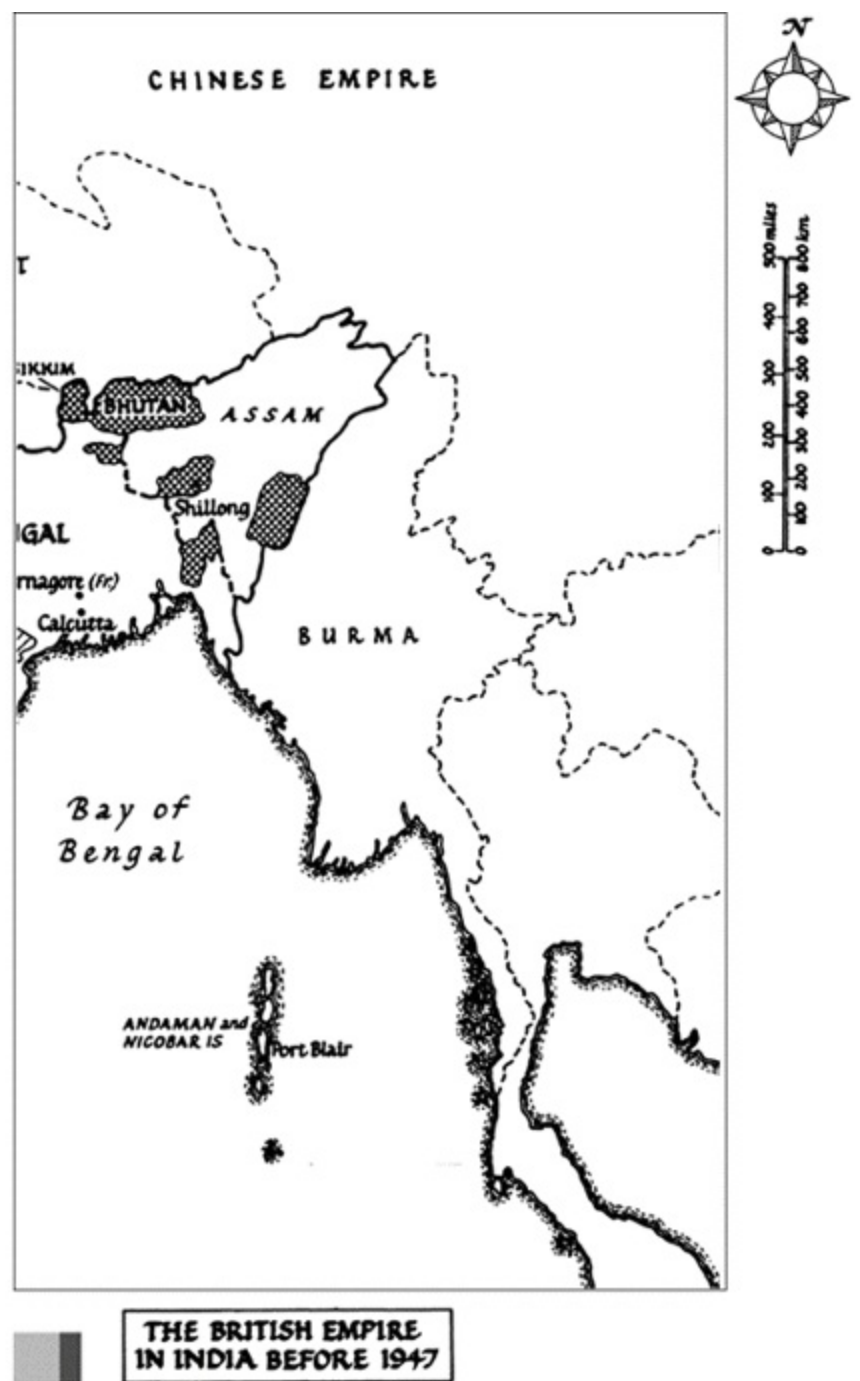 CHINESE EMPIRE
N
T
500 miles
400
300
200
100
0
800 km.
700
600
500
400
300
200
100
0
IKKIM
BHUTAN
ASSAM
Shillong
GAL
rnagore (Fr.)
Calcutta
BURMA
Bay of
Bengal
ANDAMAN and
NICOBAR IS
Port Blair
THE BRITISH EMPIRE
IN INDIA BEFORE 1947